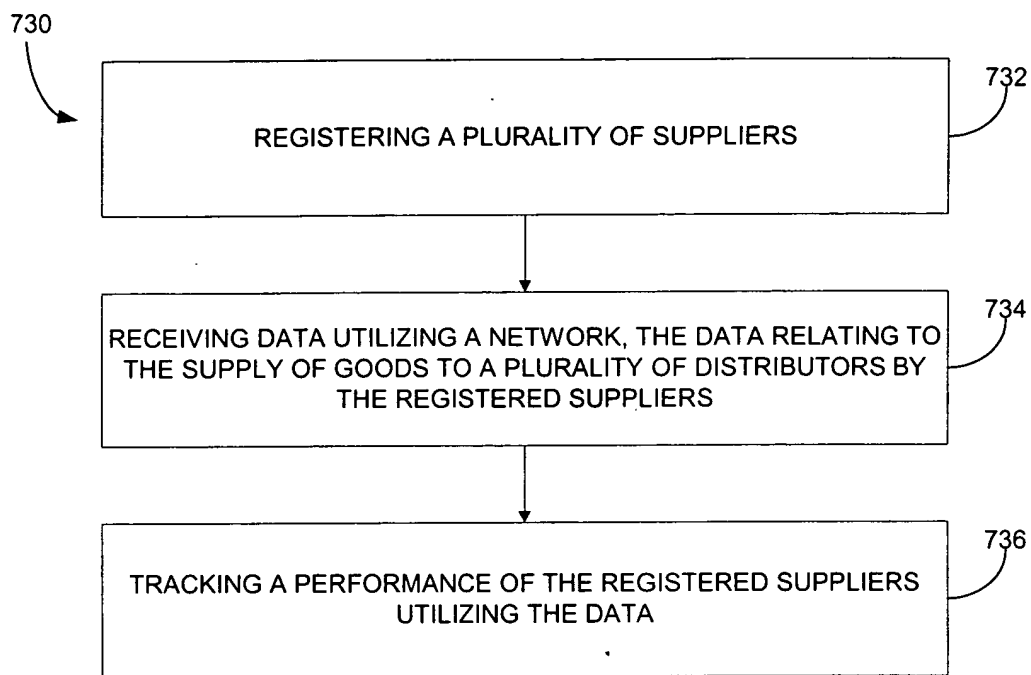 730
732
REGISTERING A PLURALITY OF SUPPLIERS
734
RECEIVING DATA UTILIZING A NETWORK, THE DATA RELATING TO
THE SUPPLY OF GOODS TO A PLURALITY OF DISTRIBUTORS BY
THE REGISTERED SUPPLIERS
736
TRACKING A PERFORMANCE OF THE REGISTERED SUPPLIERS
UTILIZING THE DATA